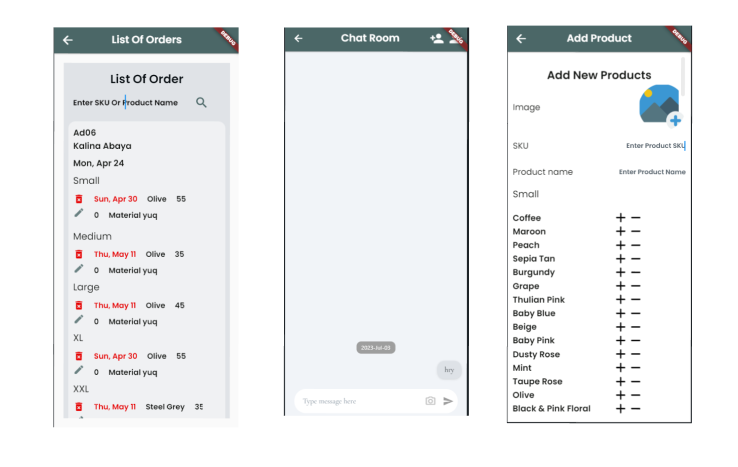 List Of Orders
DEBUG
List Of Order
Enter SKU Or Product Name
Ad06
Kalina Abaya
Mon, Apr 24
Small
Sun, Apr 30 Olive 55
0 Material yuq
Medium
Thu, May 11 Olive 35
0 Material yuq
Large
Thu, May 11 Olive 45
0 Material yuq
XL
Sun, Apr 30 Olive 55
0 Material yuq
XXL
Thu, May 11 Steel Grey 35
Chat Room
DEBUG
2023-Jul-03
hey
Type message here
Add Product
DEBUG
Add New Products
Image
SKU Enter Product SKU
Product name Enter Product Name
Small
Coffee + −
Maroon + −
Peach + −
Sepia Tan + −
Burgundy + −
Grape + −
Thulian Pink + −
Baby Blue + −
Beige + −
Baby Pink + −
Dusty Rose + −
Mint + −
Taupe Rose + −
Olive + −
Black & Pink Floral + −